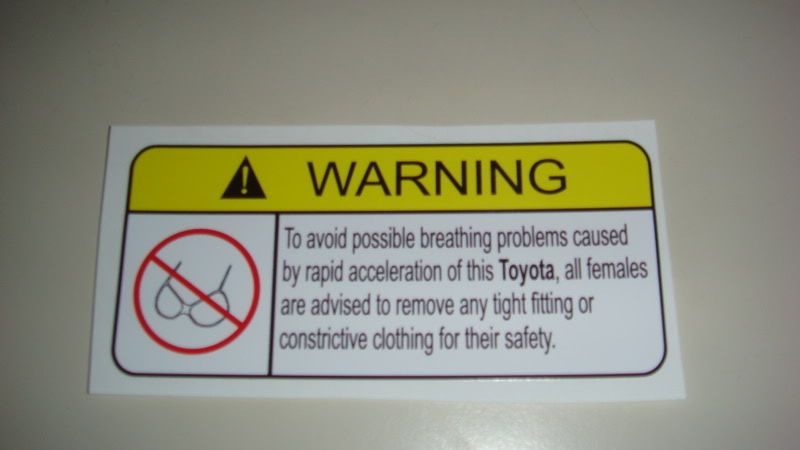 WARNING
To avoid possible breathing problems caused
by rapid acceleration of this Toyota, all females
are advised to remove any tight fitting or
constrictive clothing for their safety.